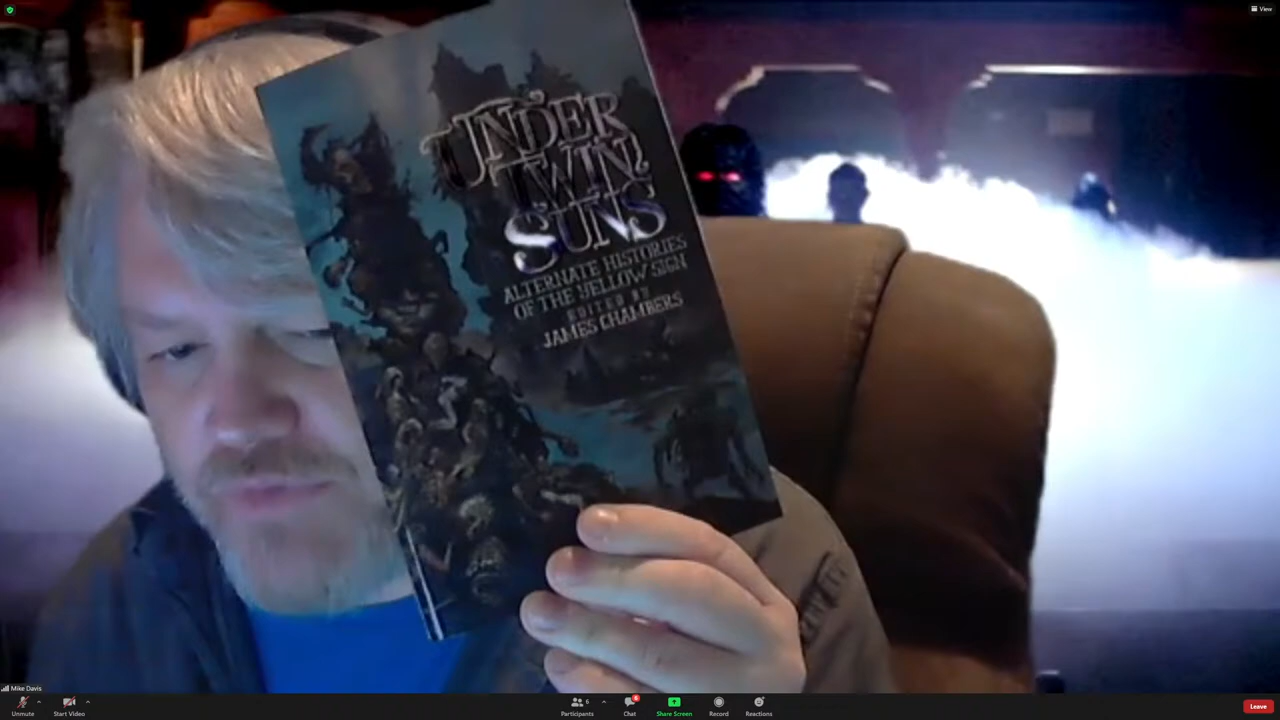 View
UNDER
TWIN
SUNS
ALTERNATE HISTORIES
OF THE YELLOW SIGN
EDITED BY
JAMES CHAMBERS
Mike Davis
Unmute
Start Video
Participants
6
Chat
Share Screen
Record
Reactions
Leave